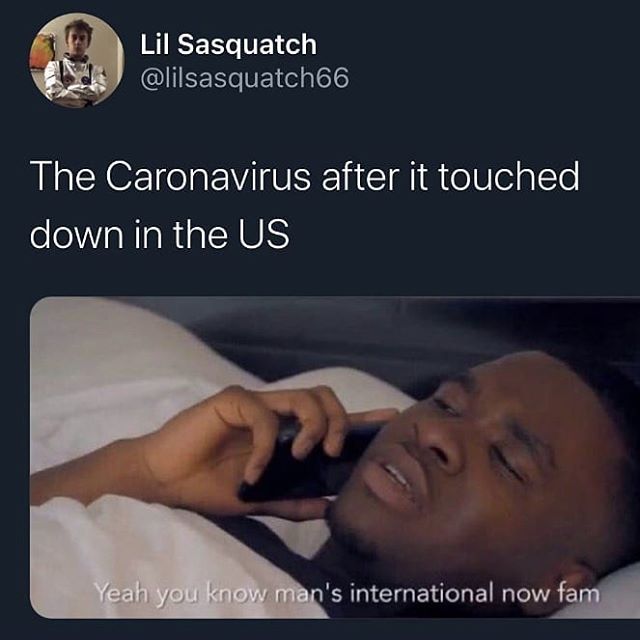 Lil Sasquatch
@lilsasquatch66
The Caronavirus after it touched
down in the US
Yeah you know man's international now fam